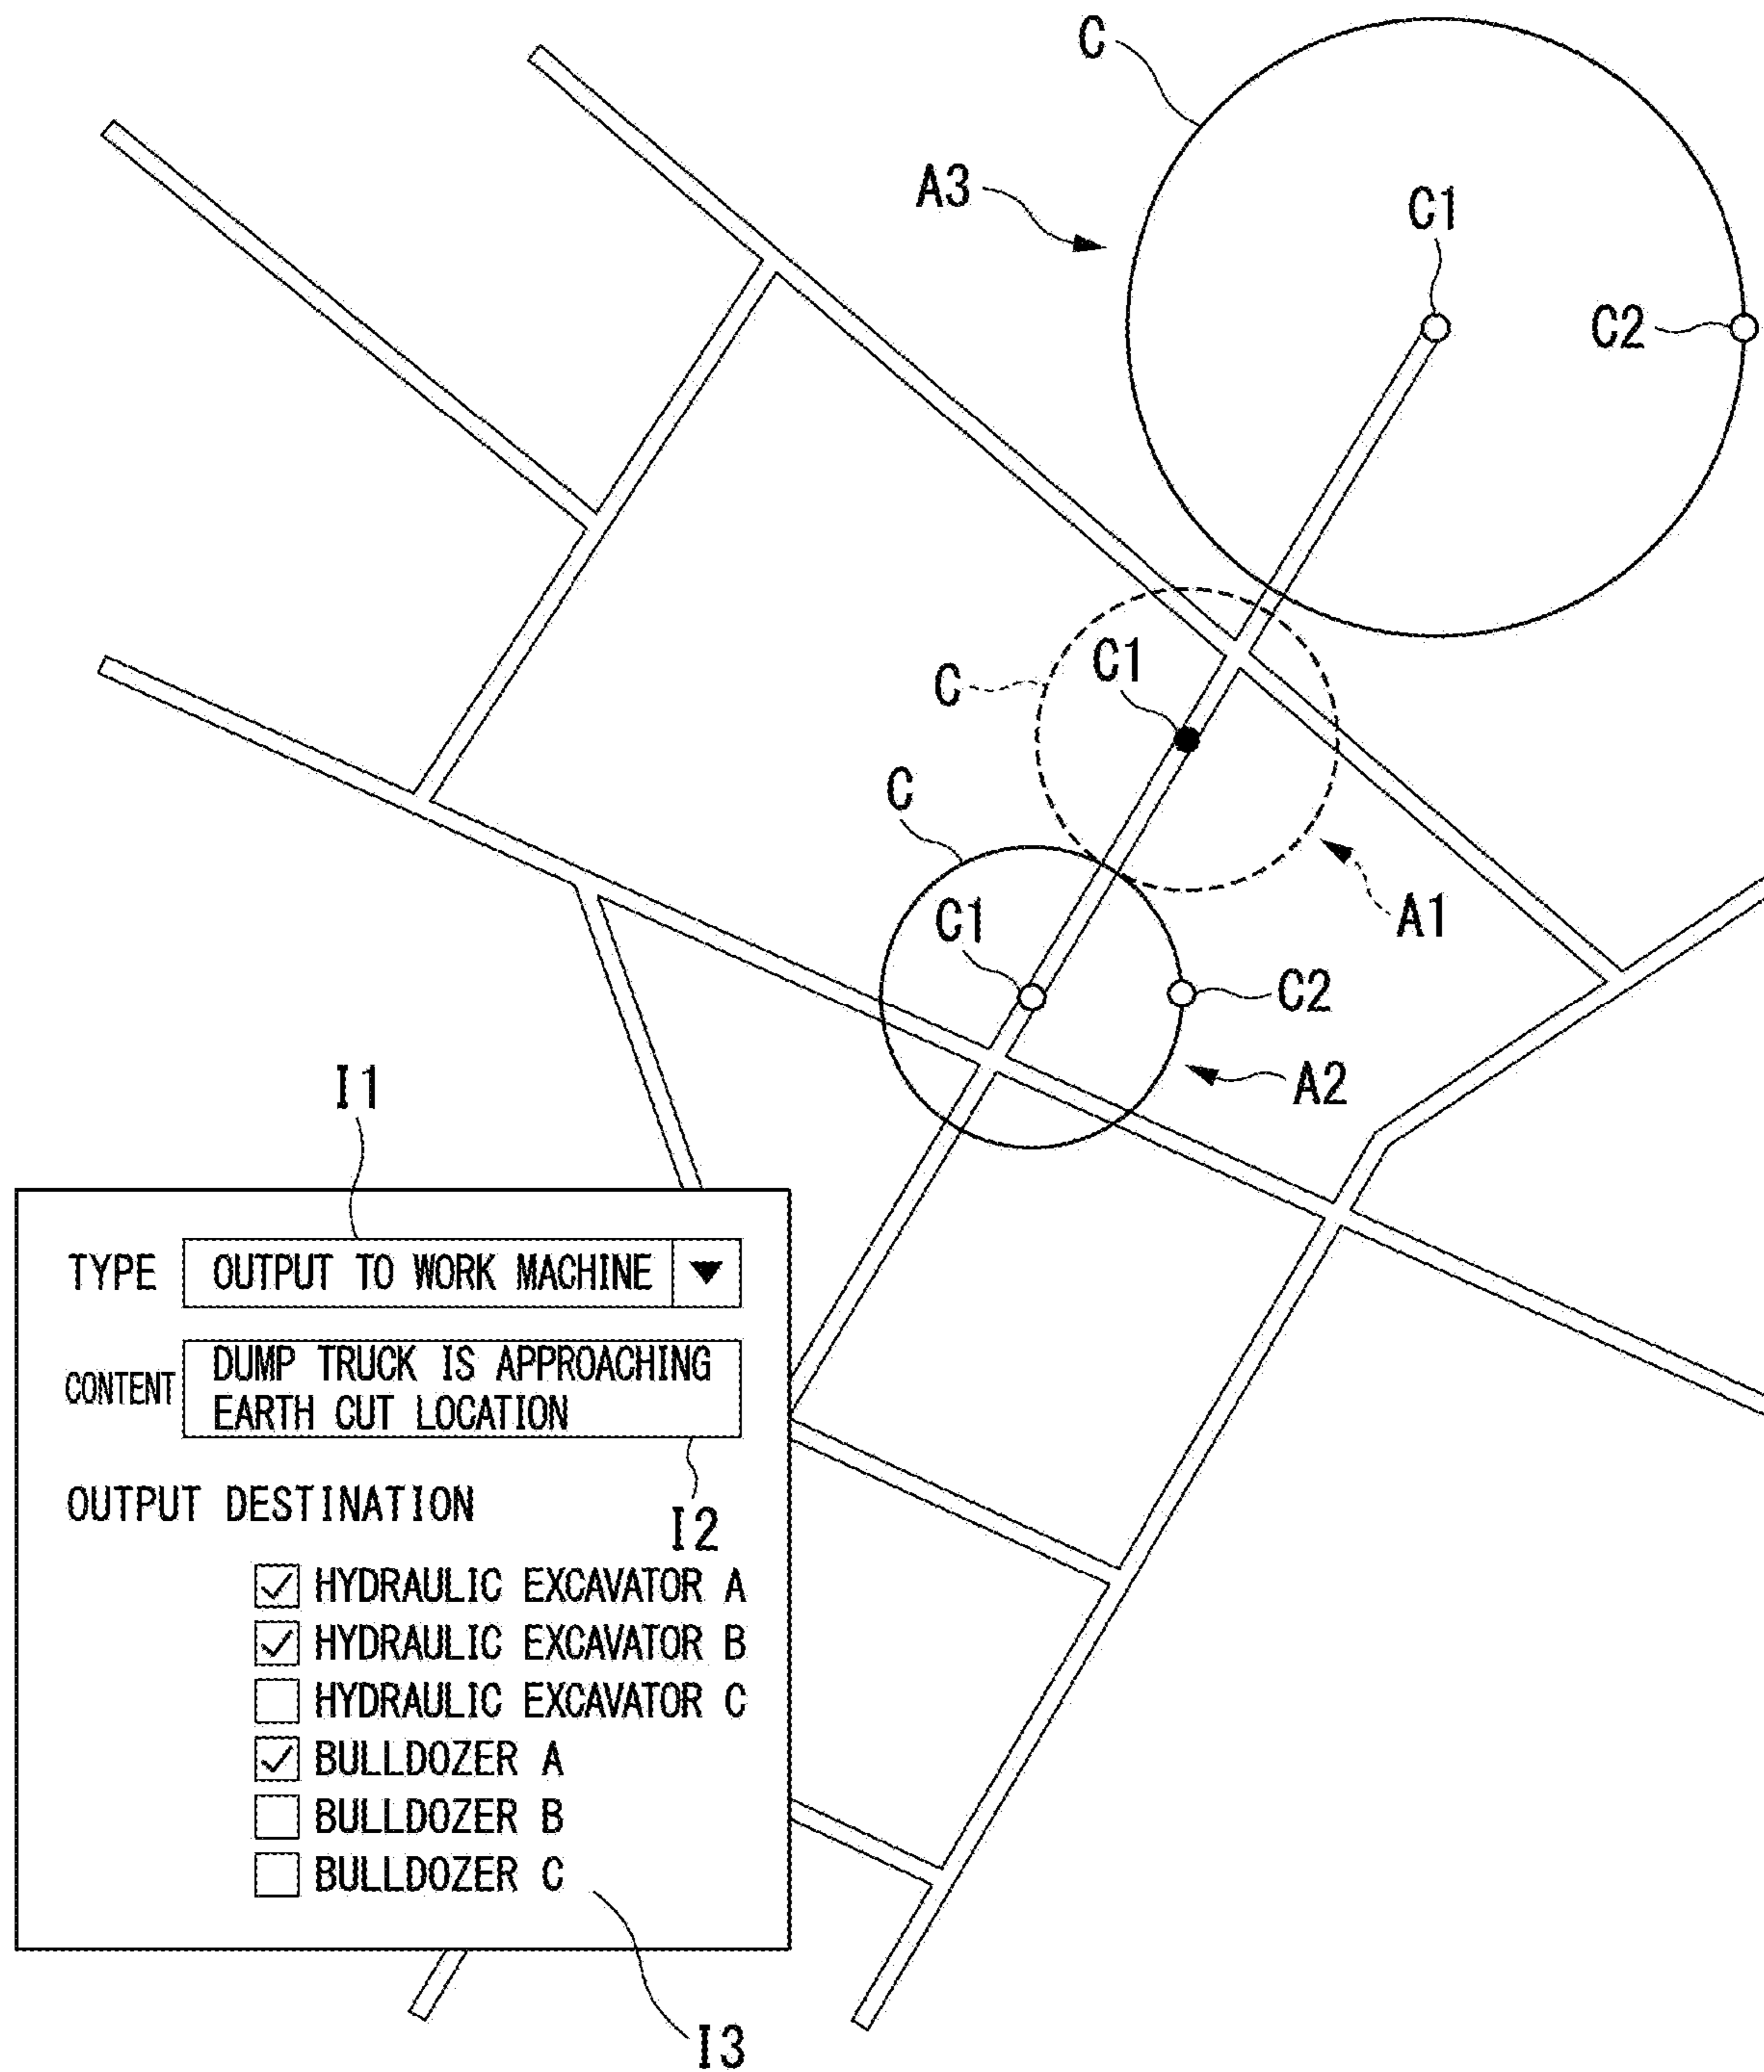 C
A3
C1
C2
C1
C
C
A1
C1
C2
A2
I1
TYPE OUTPUT TO WORK MACHINE
CONTENT DUMP TRUCK IS APPROACHING
EARTH CUT LOCATION
OUTPUT DESTINATION
I2
HYDRAULIC EXCAVATOR A
HYDRAULIC EXCAVATOR B
HYDRAULIC EXCAVATOR C
BULLDOZER A
BULLDOZER B
BULLDOZER C
I3